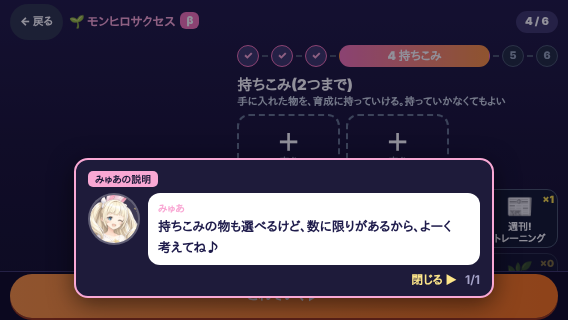 ← 戻る
🌱 モンヒロサクセス β
4 / 6
4 持ちこみ
5
6
持ちこみ(2つまで)
手に入れた物を、育成に持っていける。持っていかなくてもよい
+
+
みゅあの説明
みゅあ
持ちこみの物も選べるけど、数に限りがあるから、よーく
考えてね♪
閉じる ▶ 1/1
×1
週刊!
トレーニング
×0